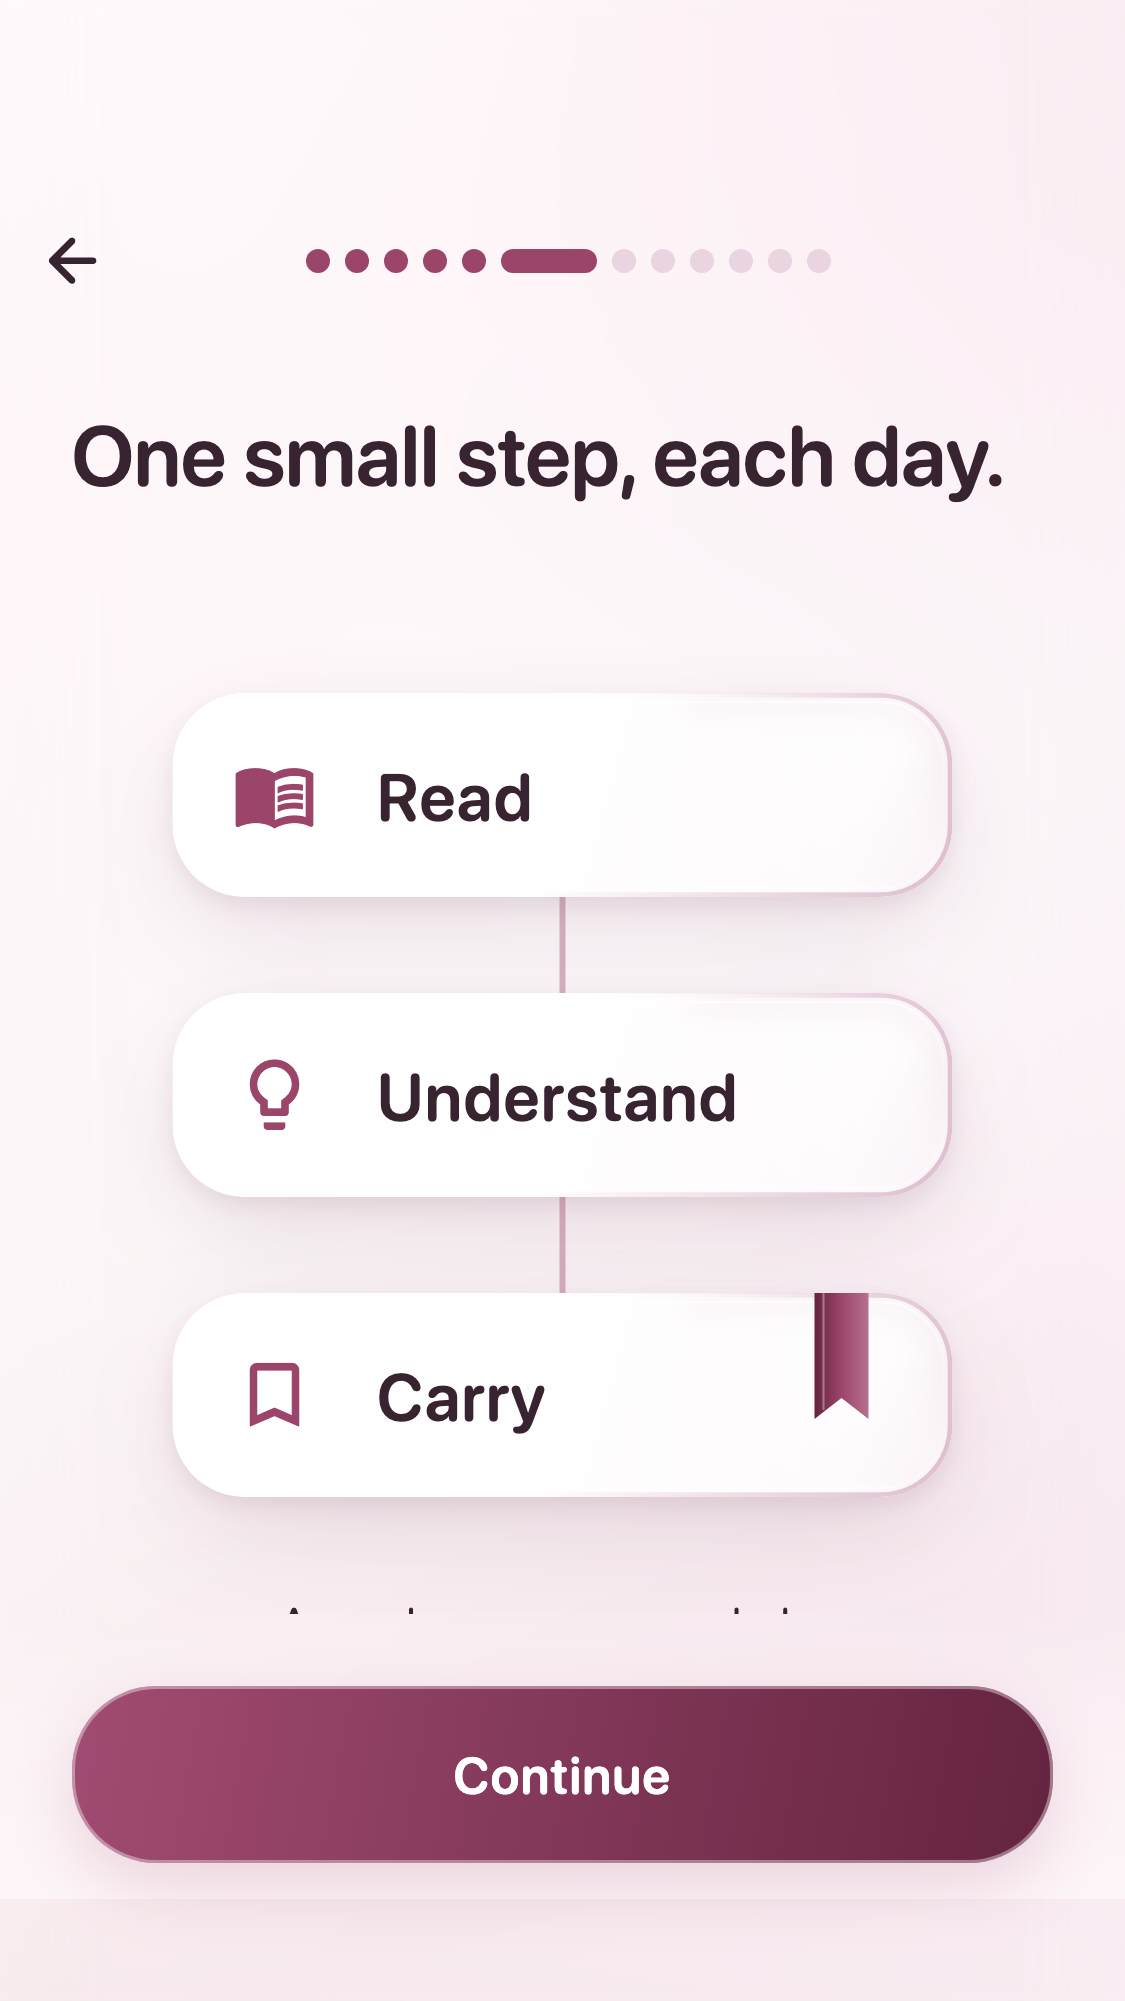 One small step, each day.
Read
Understand
Carry
Continue